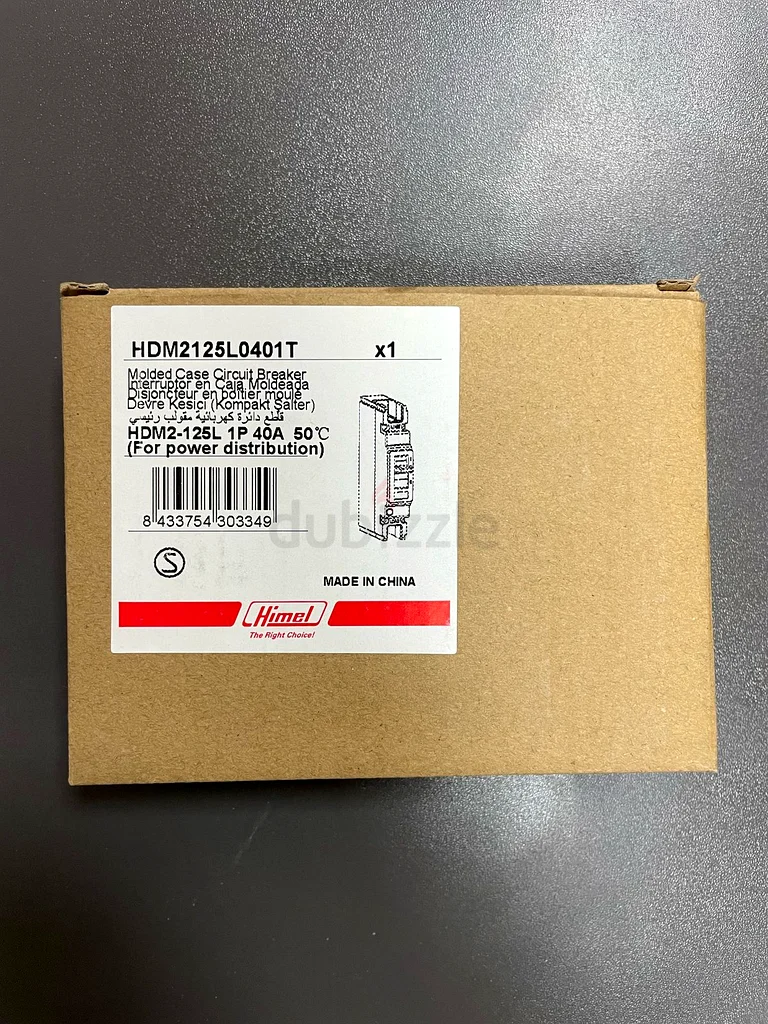 HDM2125L0401T x1
Molded Case Circuit Breaker
Interruptor en Caja Moldeada
Disjoncteur en boîtier moulé
Devre Kesici (Kompakt Şalter)
قاطع دائرة كهربائية مقولب رئيسي
HDM2-125L 1P 40A 50℃
(For power distribution)
8 433754 303349
dubizzle
S
MADE IN CHINA
Himel
The Right Choice!